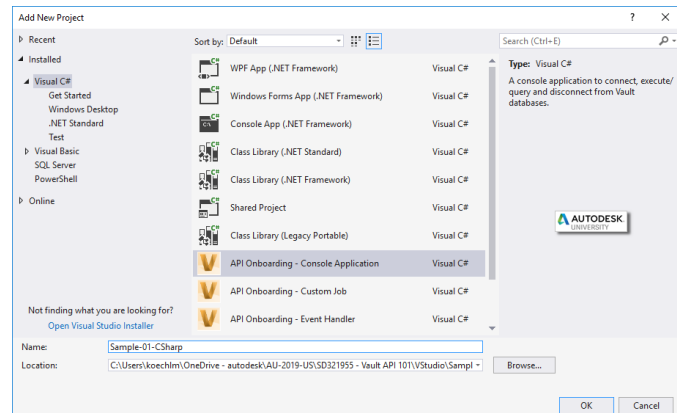 Add New Project
? ×
Recent
Installed
Visual C#
Get Started
Windows Desktop
.NET Standard
Test
Visual Basic
SQL Server
PowerShell
Online
Not finding what you are looking for?
Open Visual Studio Installer
Sort by: Default
WPF App (.NET Framework) Visual C#
Windows Forms App (.NET Framework) Visual C#
Console App (.NET Framework) Visual C#
Class Library (.NET Standard) Visual C#
Class Library (.NET Framework) Visual C#
Shared Project Visual C#
Class Library (Legacy Portable) Visual C#
API Onboarding - Console Application Visual C#
API Onboarding - Custom Job Visual C#
API Onboarding - Event Handler Visual C#
Search (Ctrl+E)
Type: Visual C#
A console application to connect, execute/
query and disconnect from Vault
databases.
AUTODESK
UNIVERSITY
Name: Sample-01-CSharp
Location: C:\Users\koechlm\OneDrive - autodesk\AU-2019-US\SD321955 - Vault API 101\VStudio\Sampl
Browse...
OK Cancel